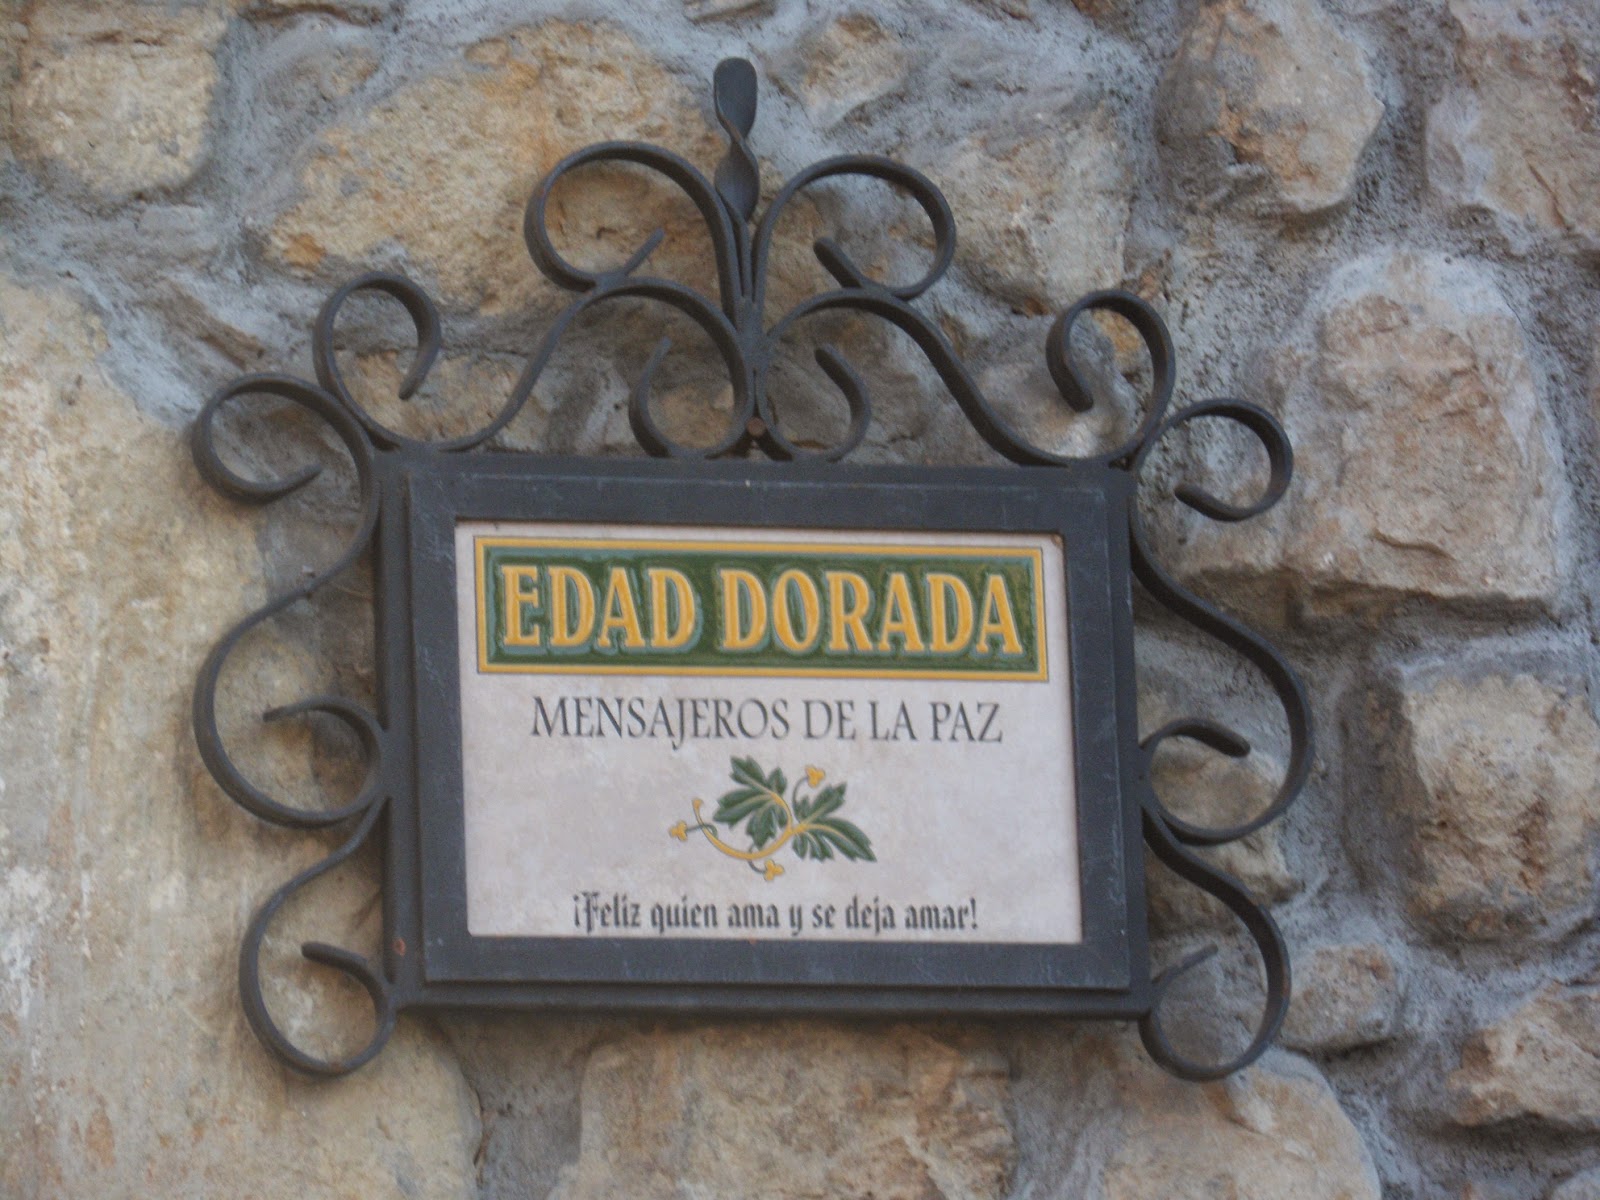 EDAD DORADA
MENSAJEROS DE LA PAZ
¡Feliz quien ama y se deja amar!